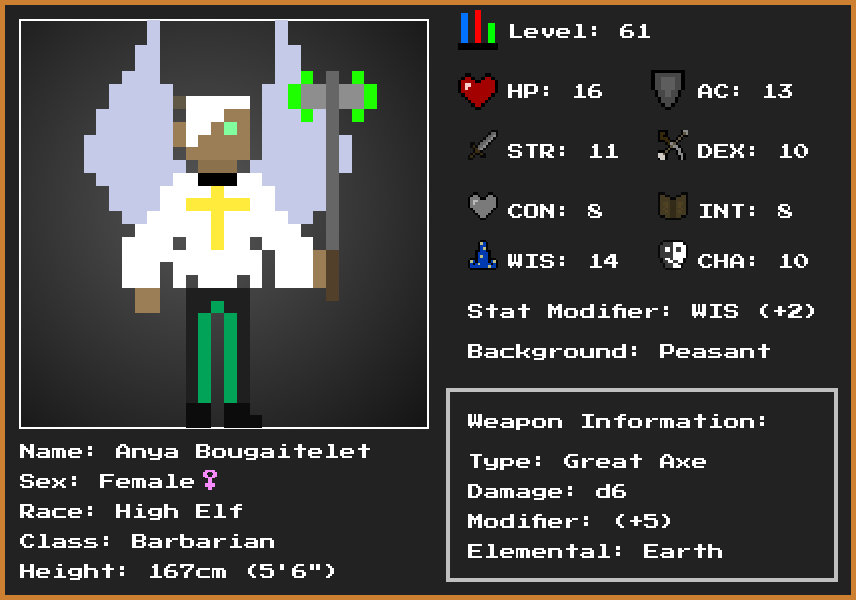 Level: 61
HP: 16
AC: 13
STR: 11
DEX: 10
CON: 8
INT: 8
WIS: 14
CHA: 10
Stat Modifier: WIS (+2)
Background: Peasant
Weapon Information:
Type: Great Axe
Damage: d6
Modifier: (+5)
Elemental: Earth
Name: Anya Bougaitelet
Sex: Female♀
Race: High Elf
Class: Barbarian
Height: 167cm (5'6")